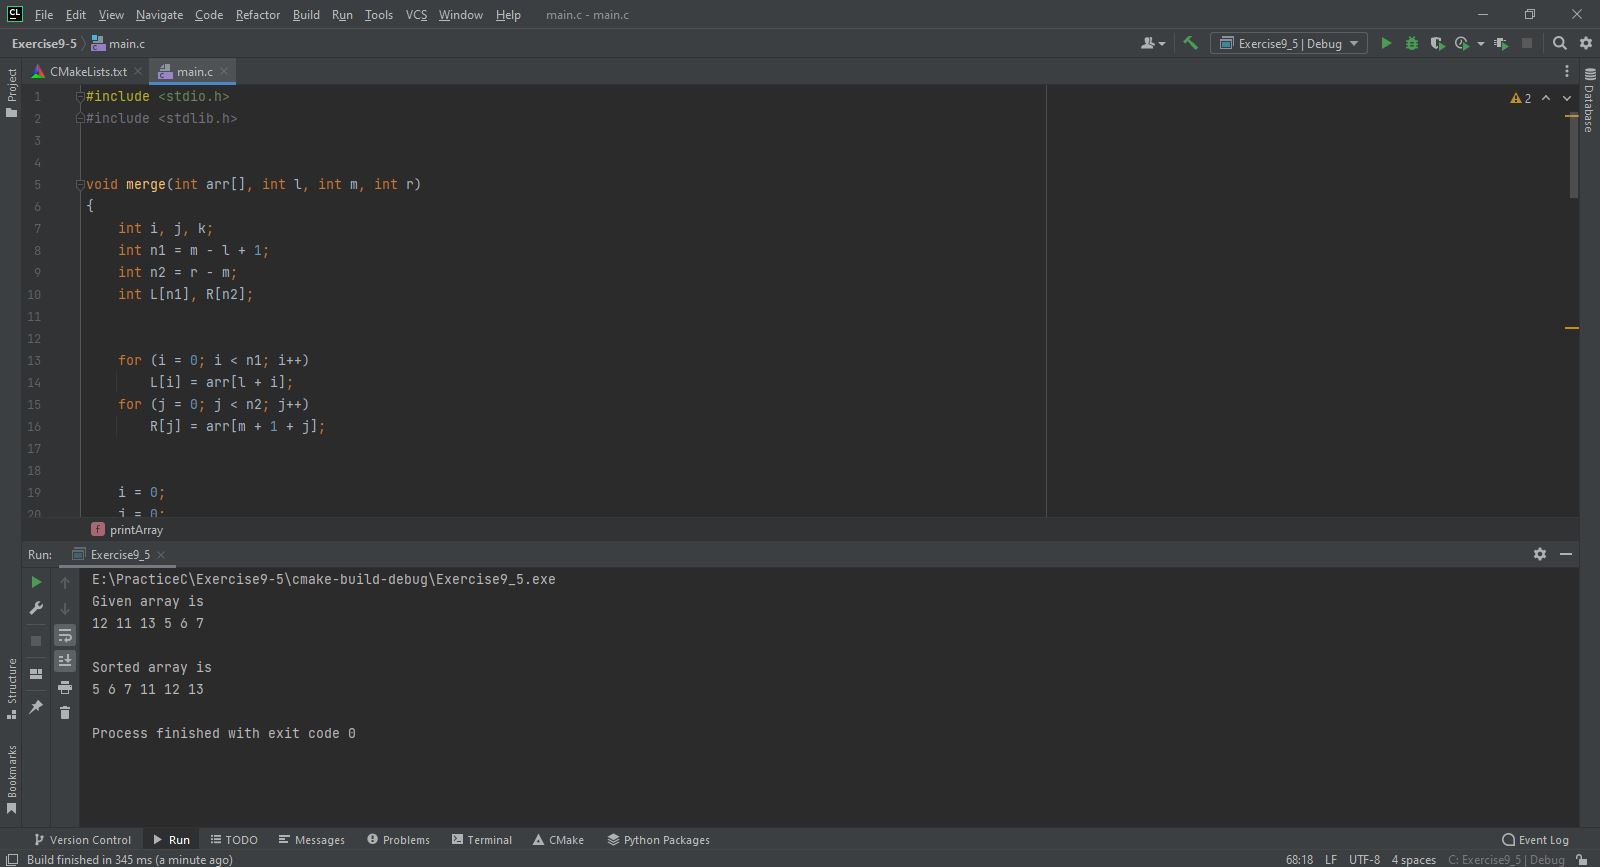 CL File Edit View Navigate Code Refactor Build Run Tools VCS Window Help main.c - main.c
Exercise9-5 main.c Exercise9_5 | Debug
CMakeLists.txt main.c
Project
Database
2
1 #include <stdio.h>
2 #include <stdlib.h>
3
4
5 void merge(int arr[], int l, int m, int r)
6 {
7 int i, j, k;
8 int n1 = m - l + 1;
9 int n2 = r - m;
10 int L[n1], R[n2];
11
12
13 for (i = 0; i < n1; i++)
14 L[i] = arr[l + i];
15 for (j = 0; j < n2; j++)
16 R[j] = arr[m + 1 + j];
17
18
19 i = 0;
20 j = 0;
f printArray
Run: Exercise9_5
E:\PracticeC\Exercise9-5\cmake-build-debug\Exercise9_5.exe
Given array is
12 11 13 5 6 7
Sorted array is
5 6 7 11 12 13
Process finished with exit code 0
Structure
Bookmarks
Version Control Run TODO Messages Problems Terminal CMake Python Packages Event Log
Build finished in 345 ms (a minute ago) 68:18 LF UTF-8 4 spaces C: Exercise9_5 | Debug